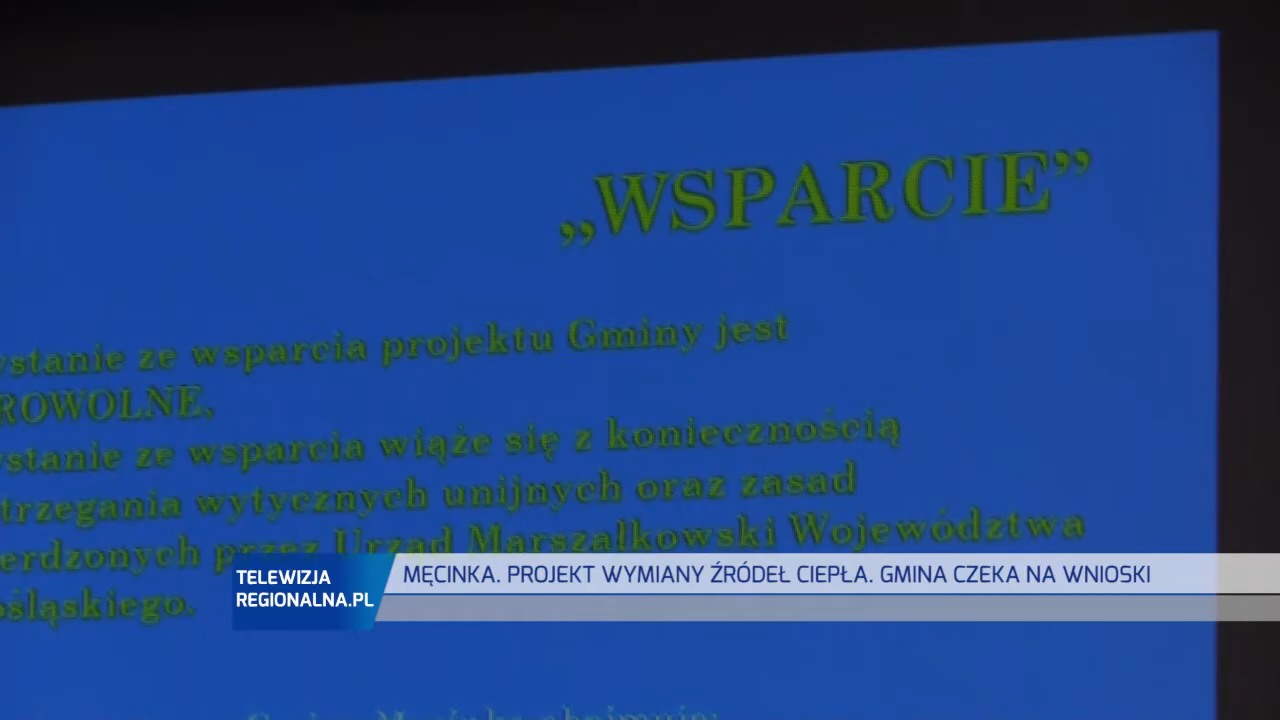 „WSPARCIE”
ystanie ze wsparcia projektu Gminy jest
ROWOLNE,
ystanie ze wsparcia wiąże się z koniecznością
trzegania wytycznych unijnych oraz zasad
erdzonych przez Urząd Marszałkowski Województwa
ośląskiego.
TELEWIZJA
REGIONALNA.PL
MĘCINKA. PROJEKT WYMIANY ŹRÓDEŁ CIEPŁA. GMINA CZEKA NA WNIOSKI